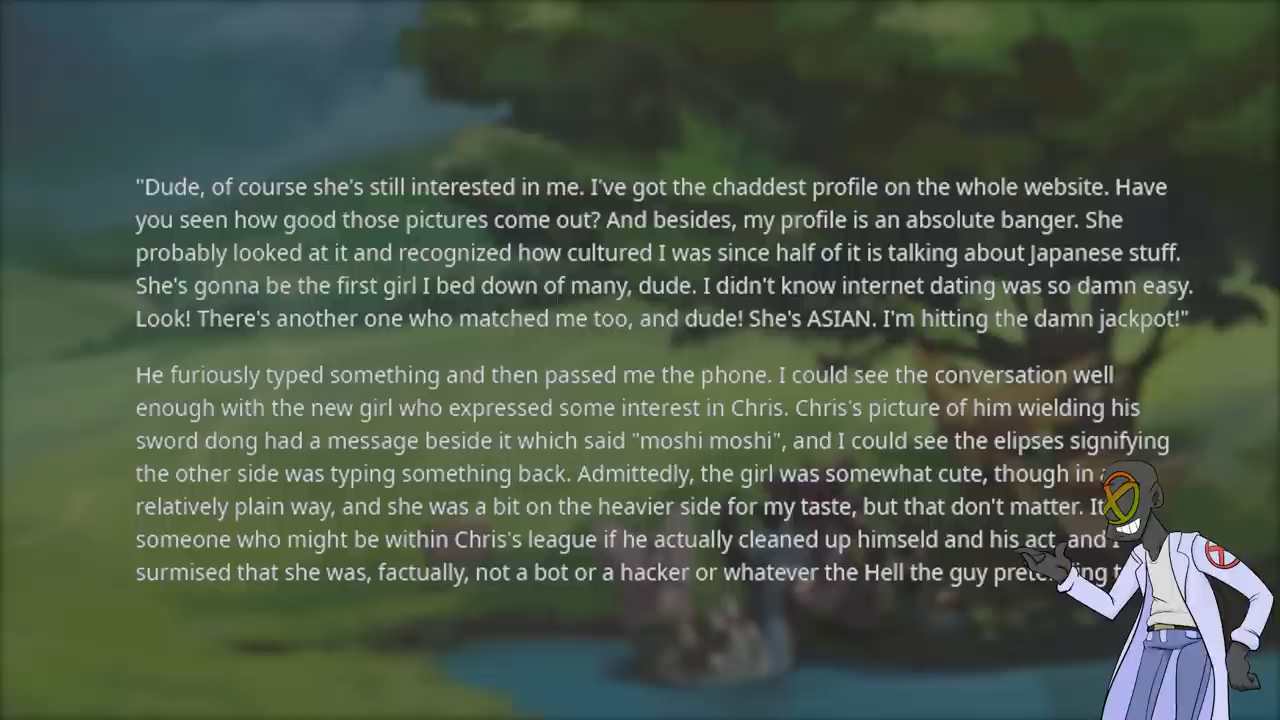 "Dude, of course she's still interested in me. I've got the chaddest profile on the whole website. Have
you seen how good those pictures come out? And besides, my profile is an absolute banger. She
probably looked at it and recognized how cultured I was since half of it is talking about Japanese stuff.
She's gonna be the first girl I bed down of many, dude. I didn't know internet dating was so damn easy.
Look! There's another one who matched me too, and dude! She's ASIAN. I'm hitting the damn jackpot!"
He furiously typed something and then passed me the phone. I could see the conversation well
enough with the new girl who expressed some interest in Chris. Chris's picture of him wielding his
sword dong had a message beside it which said "moshi moshi", and I could see the elipses signifying
the other side was typing something back. Admittedly, the girl was somewhat cute, though in
relatively plain way, and she was a bit on the heavier side for my taste, but that don't matter. It
someone who might be within Chris's league if he actually cleaned up himseld and his act and I
surmised that she was, factually, not a bot or a hacker or whatever the Hell the guy